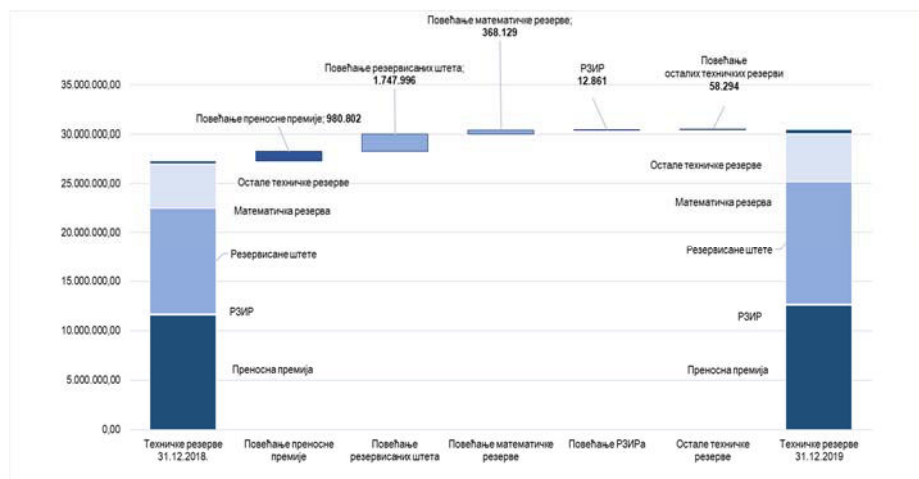 Повећање математичке резерве;
368.129
Повећање резервисаних штета;
1.747.996
РЗИР
12.861
Повећање
осталих техничких резерви
58.294
Повећање преносне премије; 980.802
35.000.000,00
30.000.000,00
25.000.000,00
20.000.000,00
15.000.000,00
10.000.000,00
5.000.000,00
0,00
Остале техничке резерве
Математичка резерва
Резервисане штете
РЗИР
Преносна премија
Остале техничке резерве
Математичка резерва
Резервисане штете
РЗИР
Преносна премија
Техничке резерве
31.12.2018.
Повећање преносне
премије
Повећање
резервисаних штета
Повећање математичке
резерве
Повећање РЗИРа
Остале техничке
резерве
Техничке резерве
31.12.2019